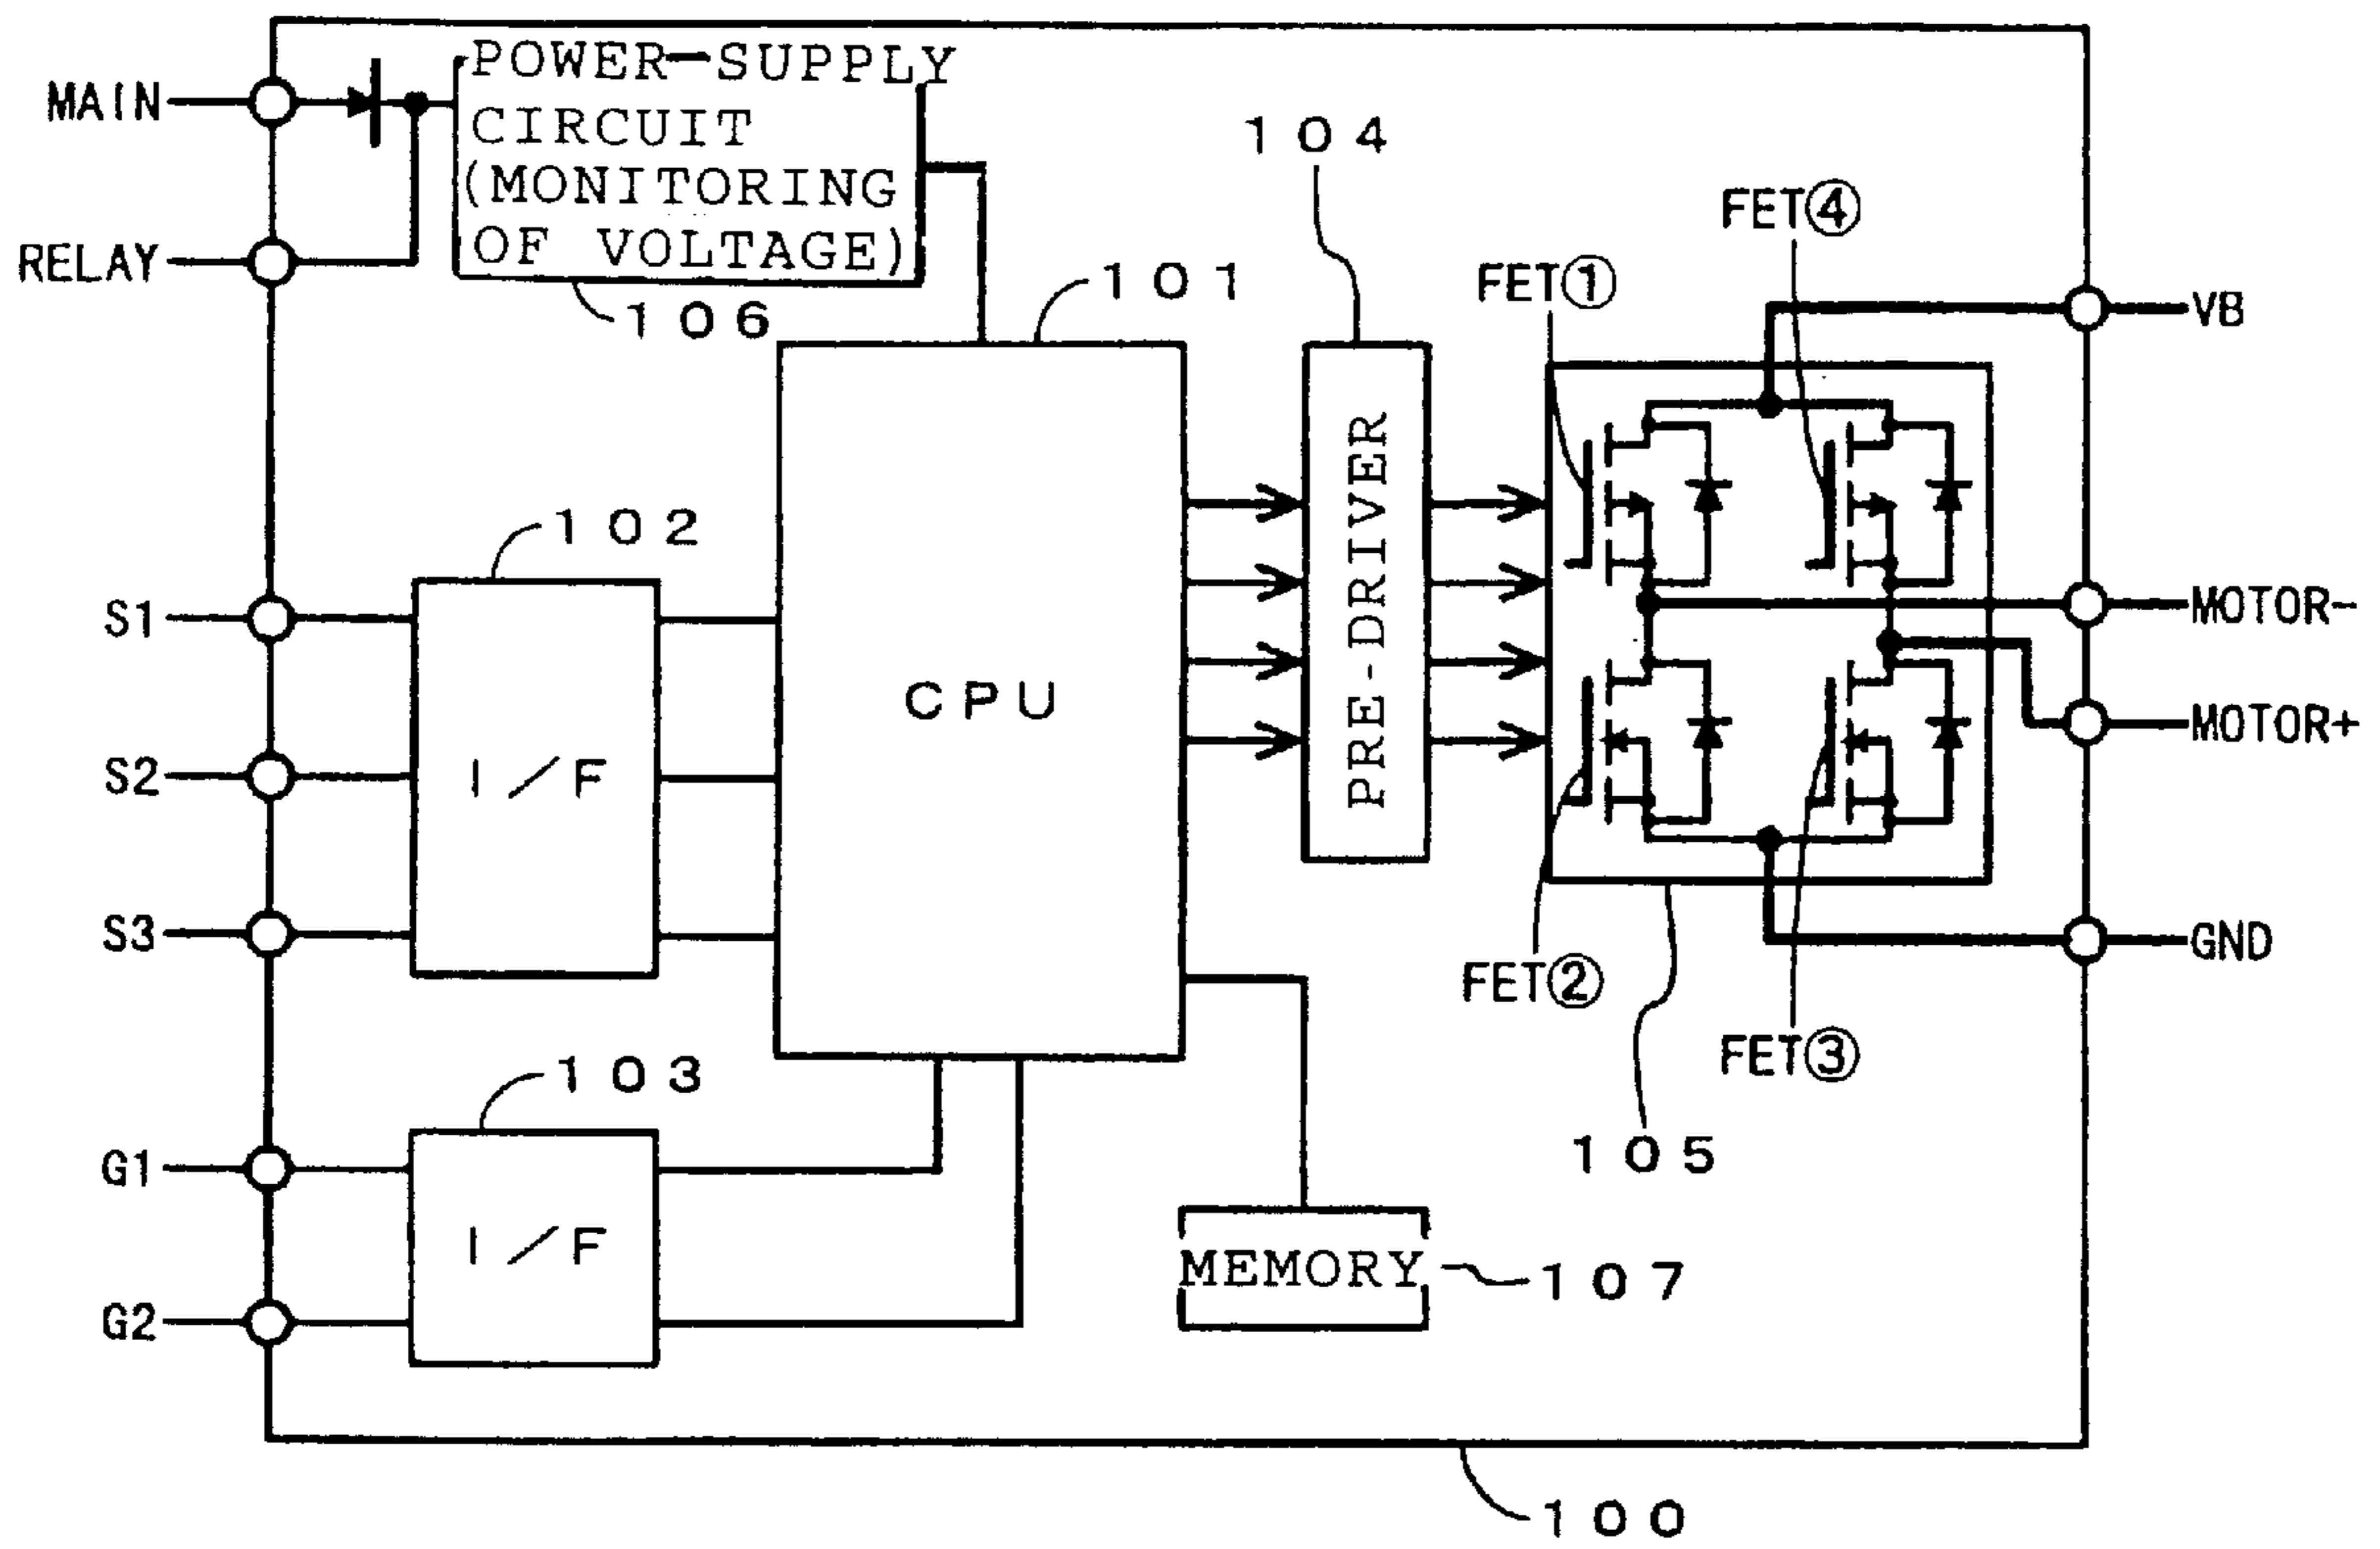 MAIN
POWER-SUPPLY
CIRCUIT
(MONITORING
OF VOLTAGE)
RELAY
106
101
104
FET④
FET①
VB
102
S1
S2
S3
I/F
CPU
PRE-DRIVER
MOTOR-
MOTOR+
GND
FET②
FET③
105
103
G1
G2
I/F
MEMORY
107
100